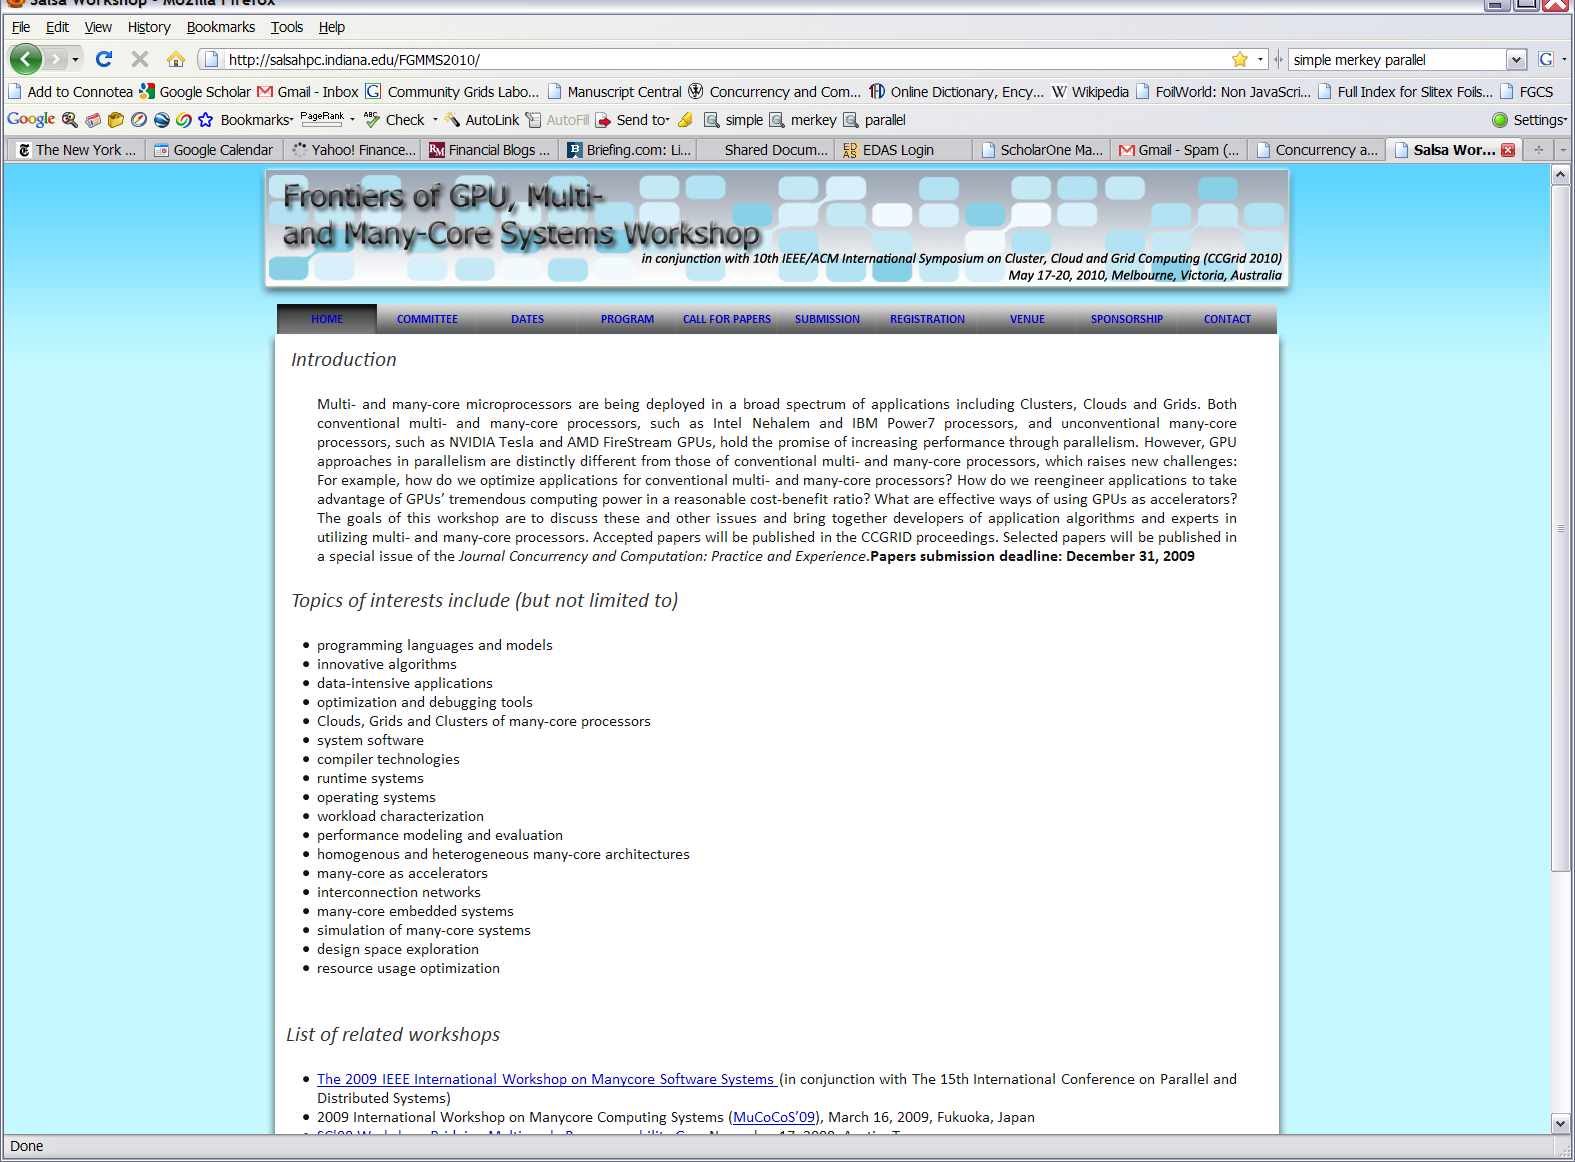 Salsa Workshop - Mozilla Firefox
File Edit View History Bookmarks Tools Help
http://salsahpc.indiana.edu/FGMMS2010/ simple merkey parallel G
Add to Connotea Google Scholar Gmail - Inbox Community Grids Labo... Manuscript Central Concurrency and Com... Online Dictionary, Ency... Wikipedia FoilWorld: Non JavaScri... Full Index for Slitex Foils... FGCS
Google Bookmarks PageRank Check AutoLink AutoFill Send to simple merkey parallel Settings
The New York ... Google Calendar Yahoo! Finance... Financial Blogs ... Briefing.com: Li... Shared Docum... EDAS Login ScholarOne Ma... Gmail - Spam (... Concurrency a... Salsa Wor...
Frontiers of GPU, Multi-
and Many-Core Systems Workshop
in conjunction with 10th IEEE/ACM International Symposium on Cluster, Cloud and Grid Computing (CCGrid 2010)
May 17-20, 2010, Melbourne, Victoria, Australia
HOME COMMITTEE DATES PROGRAM CALL FOR PAPERS SUBMISSION REGISTRATION VENUE SPONSORSHIP CONTACT
Introduction
Multi- and many-core microprocessors are being deployed in a broad spectrum of applications including Clusters, Clouds and Grids. Both
conventional multi- and many-core processors, such as Intel Nehalem and IBM Power7 processors, and unconventional many-core
processors, such as NVIDIA Tesla and AMD FireStream GPUs, hold the promise of increasing performance through parallelism. However, GPU
approaches in parallelism are distinctly different from those of conventional multi- and many-core processors, which raises new challenges:
For example, how do we optimize applications for conventional multi- and many-core processors? How do we reengineer applications to take
advantage of GPUs' tremendous computing power in a reasonable cost-benefit ratio? What are effective ways of using GPUs as accelerators?
The goals of this workshop are to discuss these and other issues and bring together developers of application algorithms and experts in
utilizing multi- and many-core processors. Accepted papers will be published in the CCGRID proceedings. Selected papers will be published in
a special issue of the Journal Concurrency and Computation: Practice and Experience.Papers submission deadline: December 31, 2009
Topics of interests include (but not limited to)
• programming languages and models
• innovative algorithms
• data-intensive applications
• optimization and debugging tools
• Clouds, Grids and Clusters of many-core processors
• system software
• compiler technologies
• runtime systems
• operating systems
• workload characterization
• performance modeling and evaluation
• homogenous and heterogeneous many-core architectures
• many-core as accelerators
• interconnection networks
• many-core embedded systems
• simulation of many-core systems
• design space exploration
• resource usage optimization
List of related workshops
• The 2009 IEEE International Workshop on Manycore Software Systems (in conjunction with The 15th International Conference on Parallel and
Distributed Systems)
• 2009 International Workshop on Manycore Computing Systems (MuCoCoS'09), March 16, 2009, Fukuoka, Japan
Done